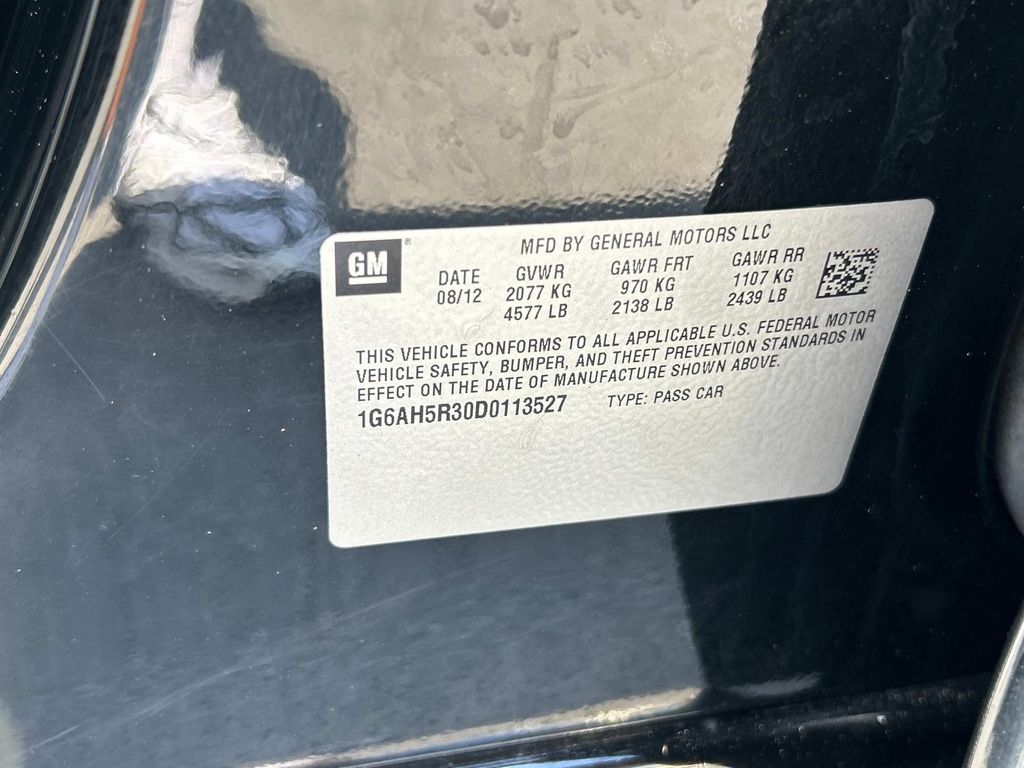 GM®
MFD BY GENERAL MOTORS LLC
DATE GVWR GAWR FRT GAWR RR
08/12 2077 KG 970 KG 1107 KG
4577 LB 2138 LB 2439 LB
THIS VEHICLE CONFORMS TO ALL APPLICABLE U.S. FEDERAL MOTOR
VEHICLE SAFETY, BUMPER, AND THEFT PREVENTION STANDARDS IN
EFFECT ON THE DATE OF MANUFACTURE SHOWN ABOVE.
1G6AH5R30D0113527 TYPE: PASS CAR